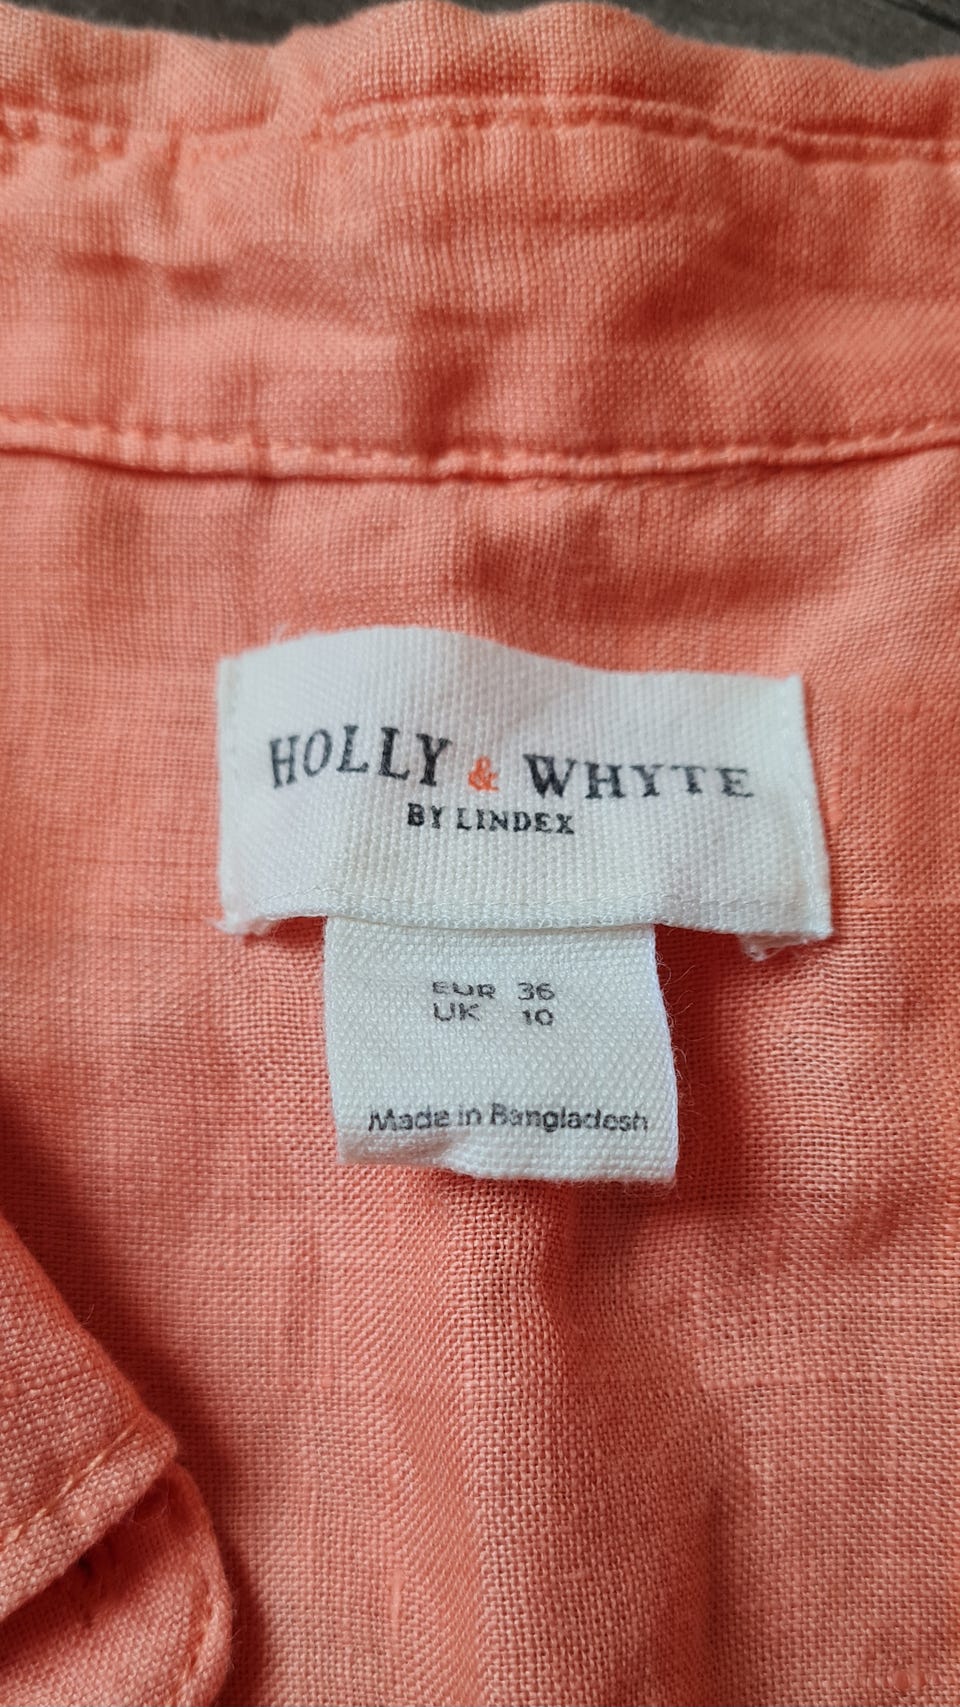 HOLLY & WHYTE
BY LINDEX
EUR 36
UK 10
Made in Bangladesh